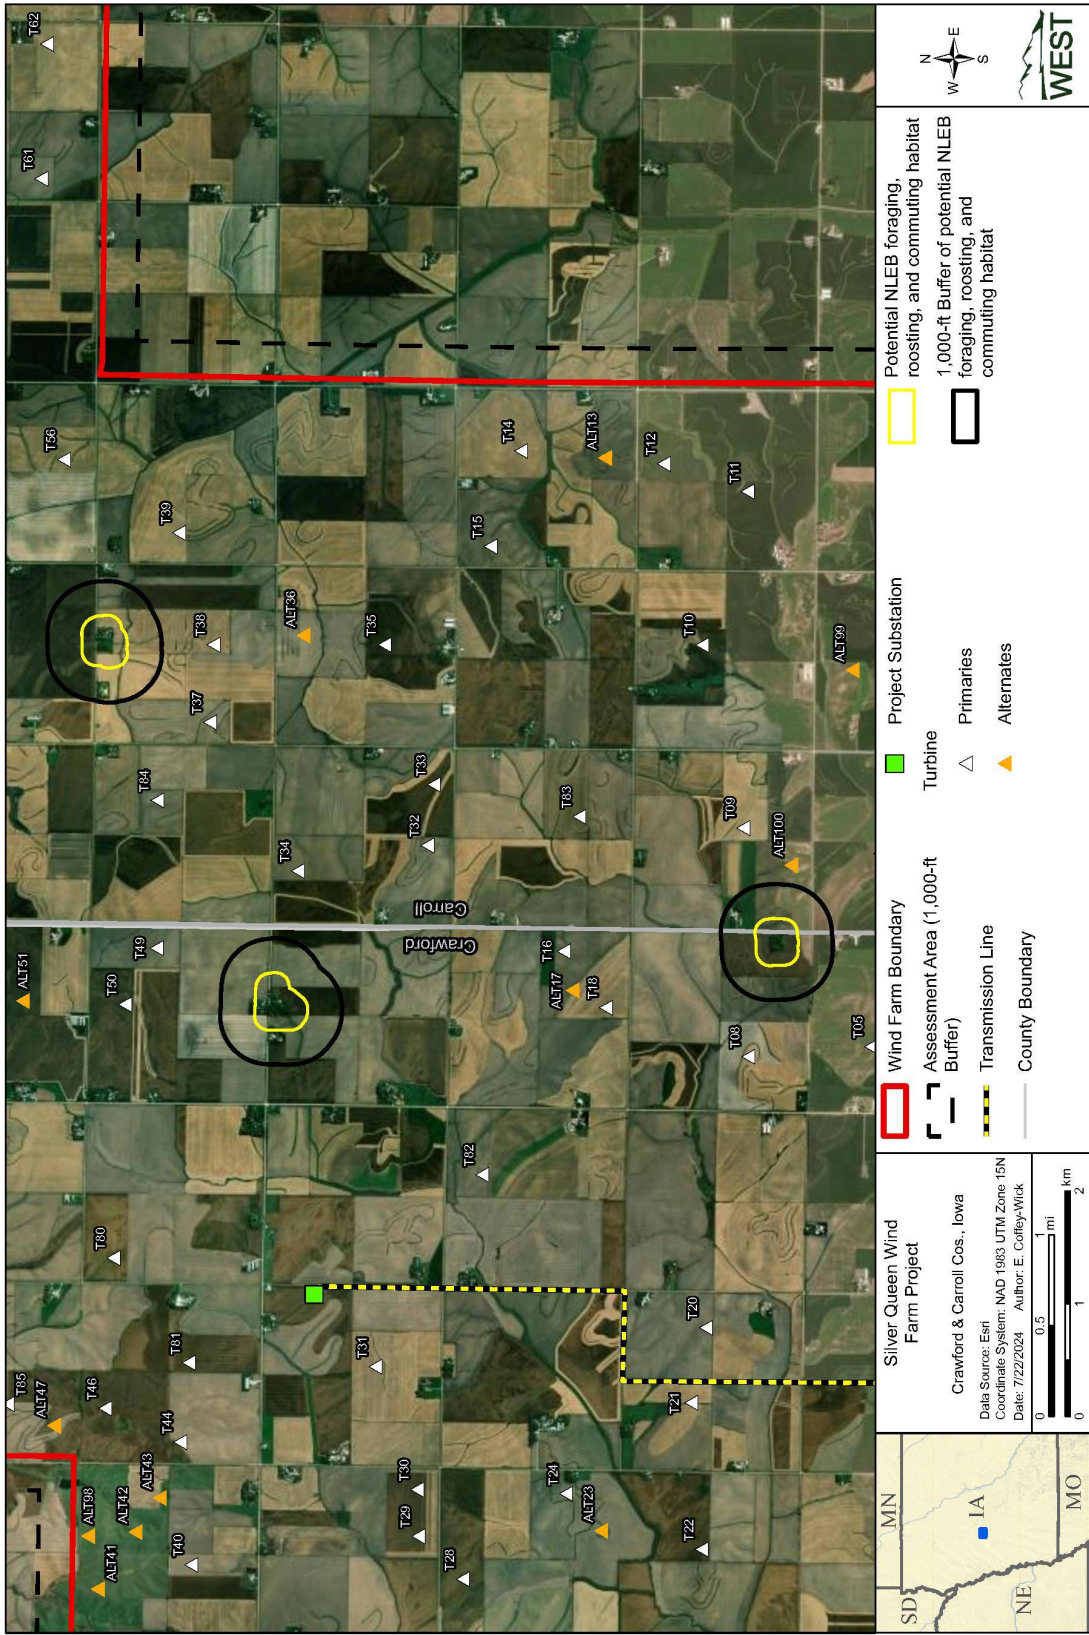 T85
ALT47
T46
T81
T44
ALT98
ALT42
ALT43
ALT41
T40
T80
ALT51
T50
T49
T84
T37
T38
T39
T56
T61
T62
T31
T30
T29
T28
T34
T32
T33
ALT36
T35
Crawford
Carroll
T82
T24
ALT23
T22
T21
T20
T16
ALT17
T18
T08
T05
T83
T09
ALT100
T10
ALT99
T15
T14
ALT13
T12
T11
SD
MN
NE
IA
MO
Silver Queen Wind
Farm Project
Crawford & Carroll Cos., Iowa
Data Source: Esri
Coordinate System: NAD 1983 UTM Zone 15N
Date: 7/22/2024 Author: E. Coffey-Wick
0 0.5 1
mi
km
0 1 2
Wind Farm Boundary
Assessment Area (1,000-ft
Buffer)
Transmission Line
County Boundary
Project Substation
Turbine
Primaries
Alternates
Potential NLEB foraging,
roosting, and commuting habitat
1,000-ft Buffer of potential NLEB
foraging, roosting, and
commuting habitat
N
W E
S
WEST